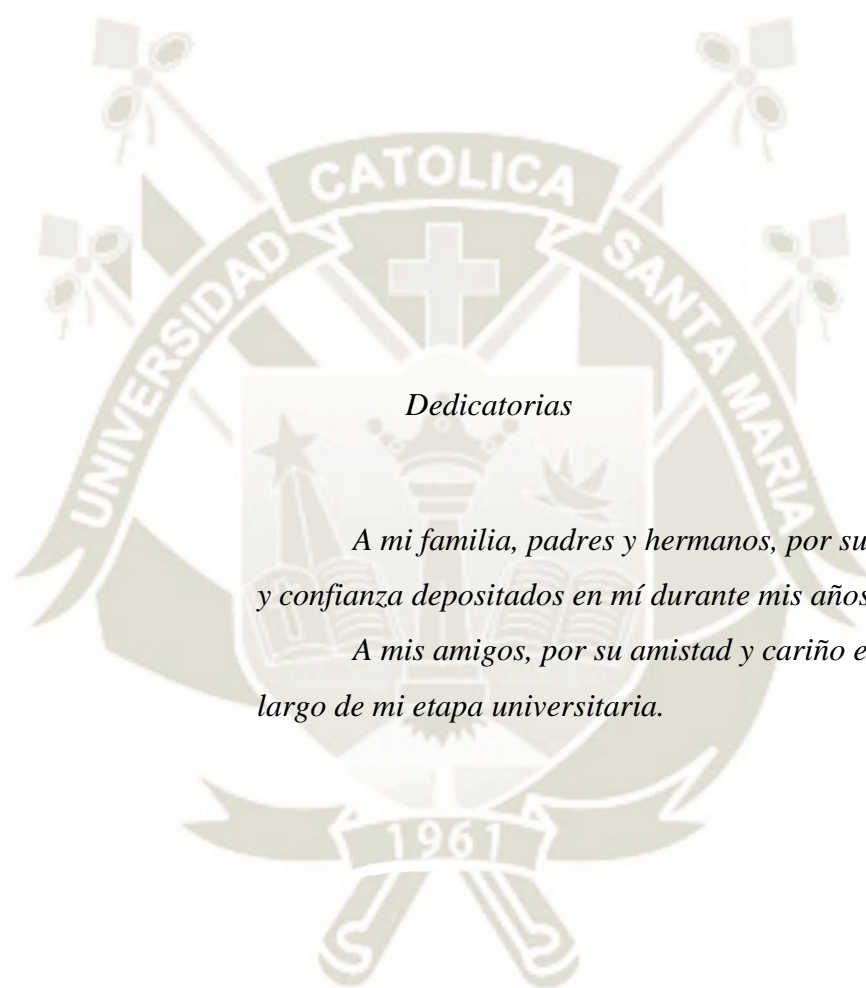 UNIVERSIDAD CATOLICA SANTA MARIA
Dedicatorias
A mi familia, padres y hermanos, por su
y confianza depositados en mí durante mis años
A mis amigos, por su amistad y cariño e
largo de mi etapa universitaria.
1961